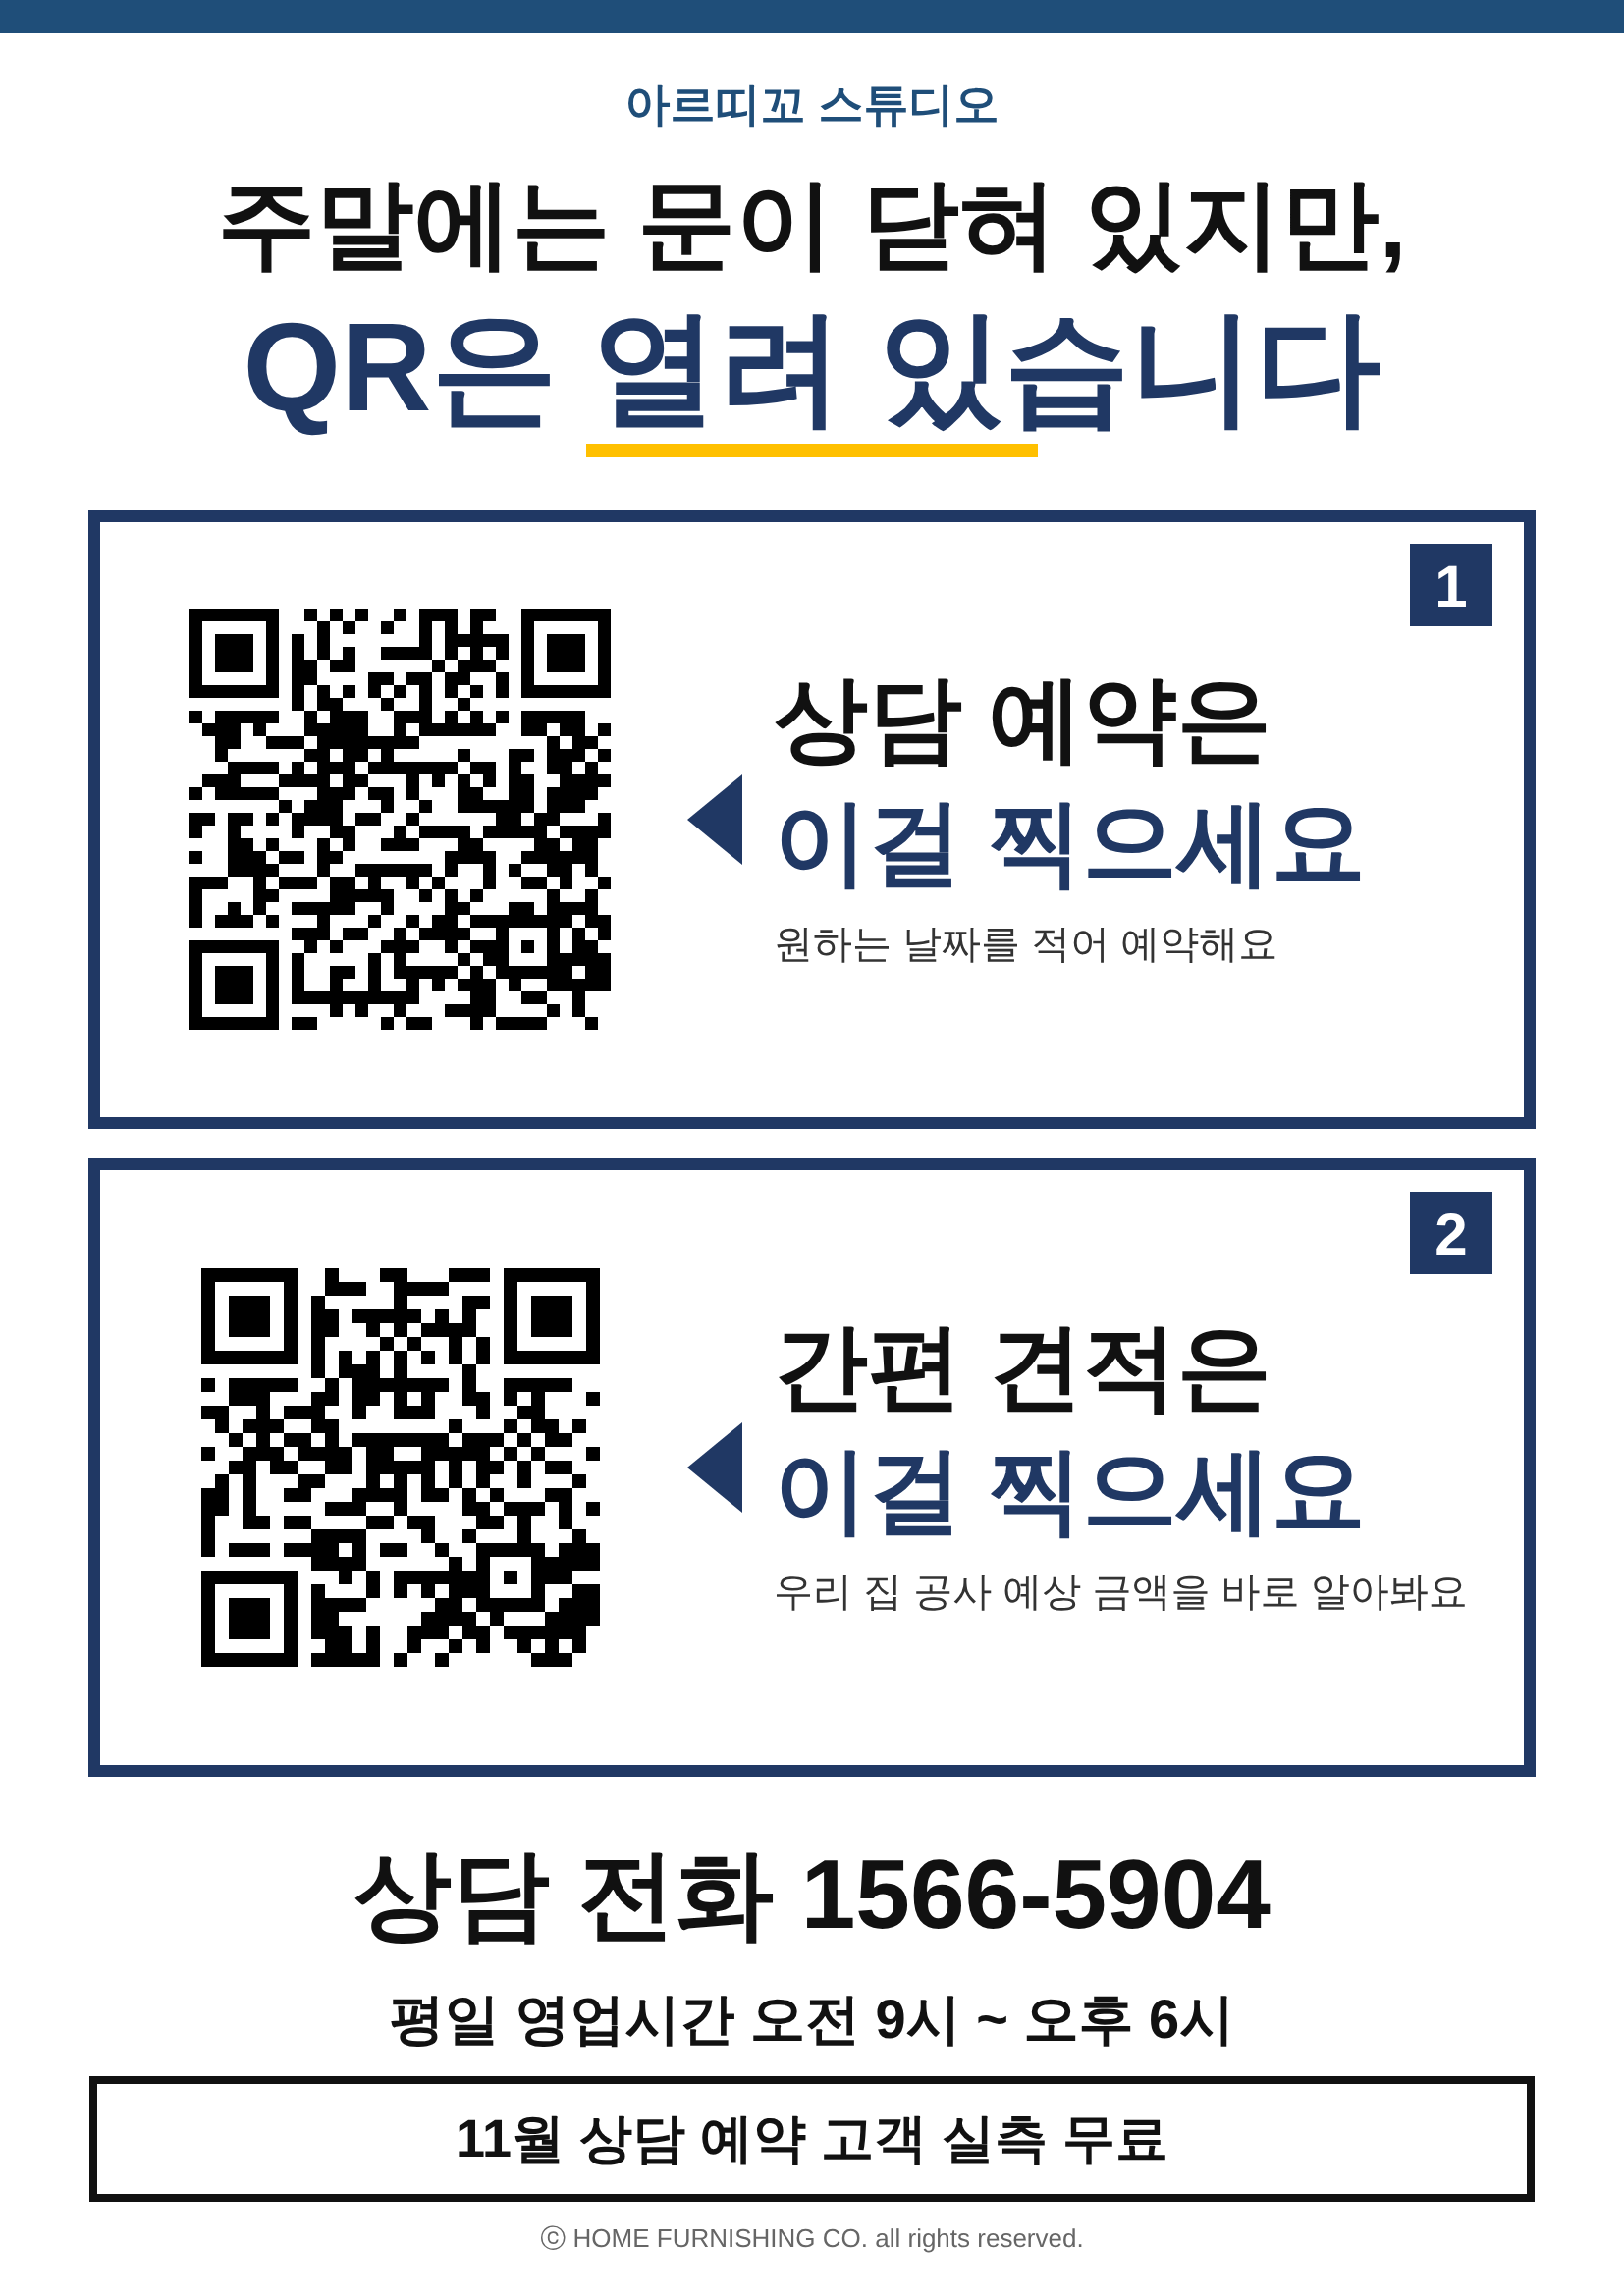 아르띠꼬 스튜디오
주말에는 문이 닫혀 있지만,
QR은 열려 있습니다
1
상담 예약은
이걸 찍으세요
원하는 날짜를 적어 예약해요
2
간편 견적은
이걸 찍으세요
우리 집 공사 예상 금액을 바로 알아봐요
상담 전화 1566-5904
평일 영업시간 오전 9시 ~ 오후 6시
11월 상담 예약 고객 실측 무료
ⓒ HOME FURNISHING CO. all rights reserved.